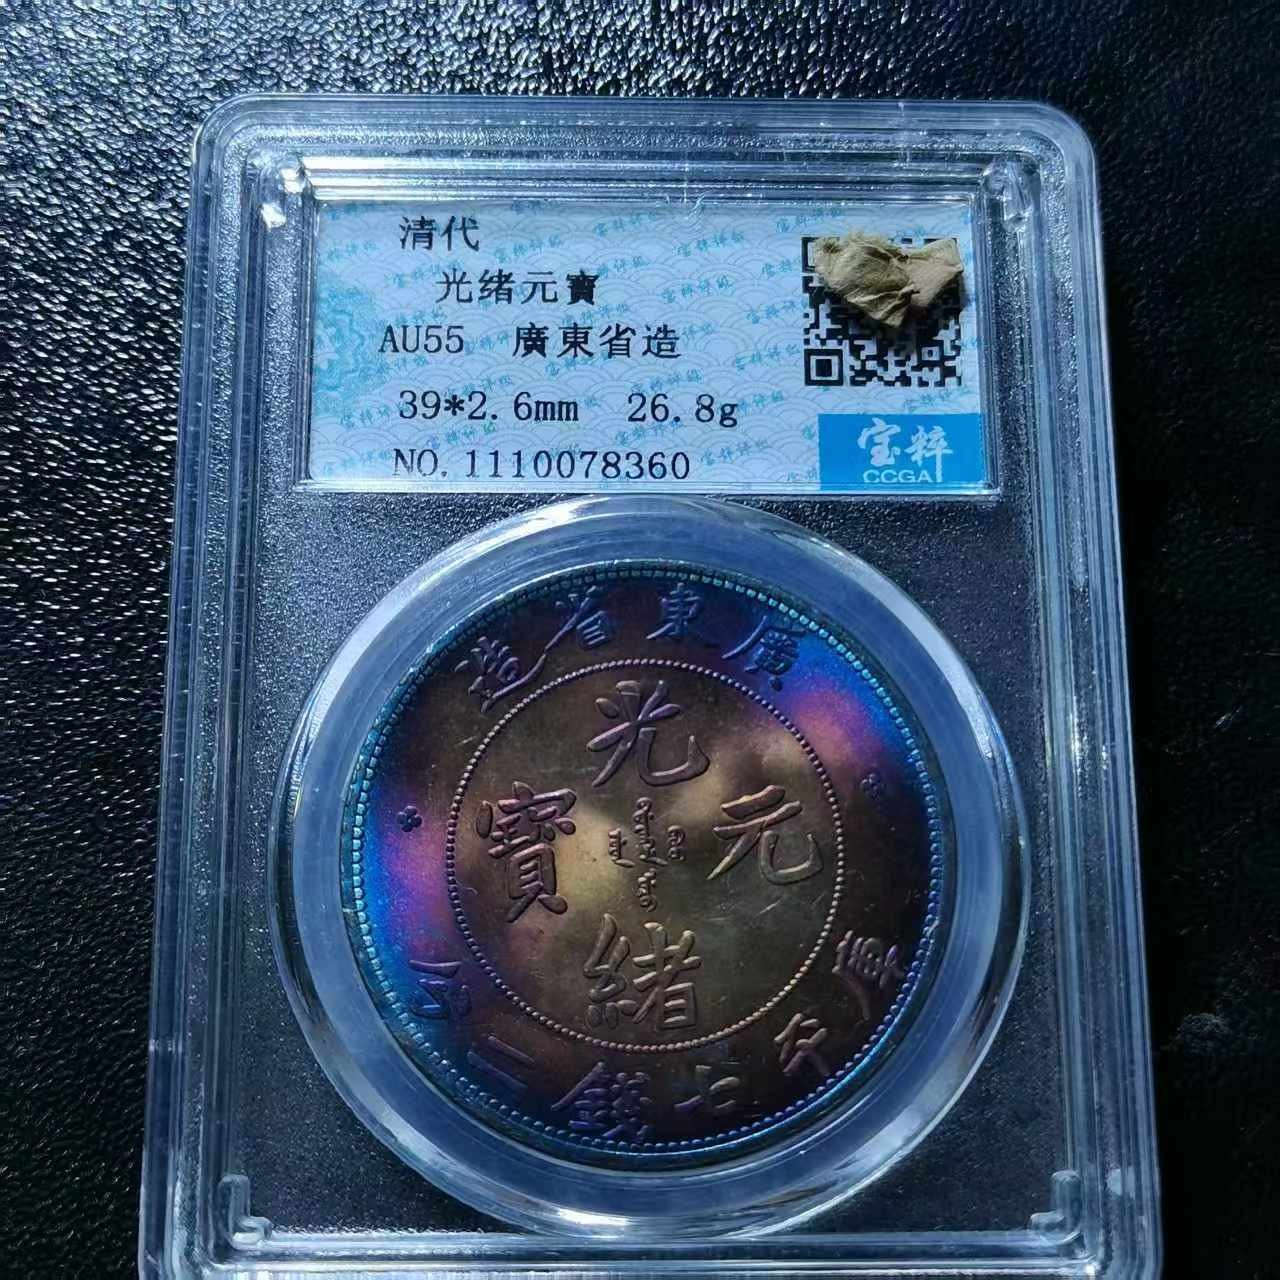 清代
光绪元寶
AU55 廣東省造
39*2.6mm 26.8g
NO.1110078360
宝粹
CCGA
造省東廣
光
寶 元
緒
庫平七錢二分